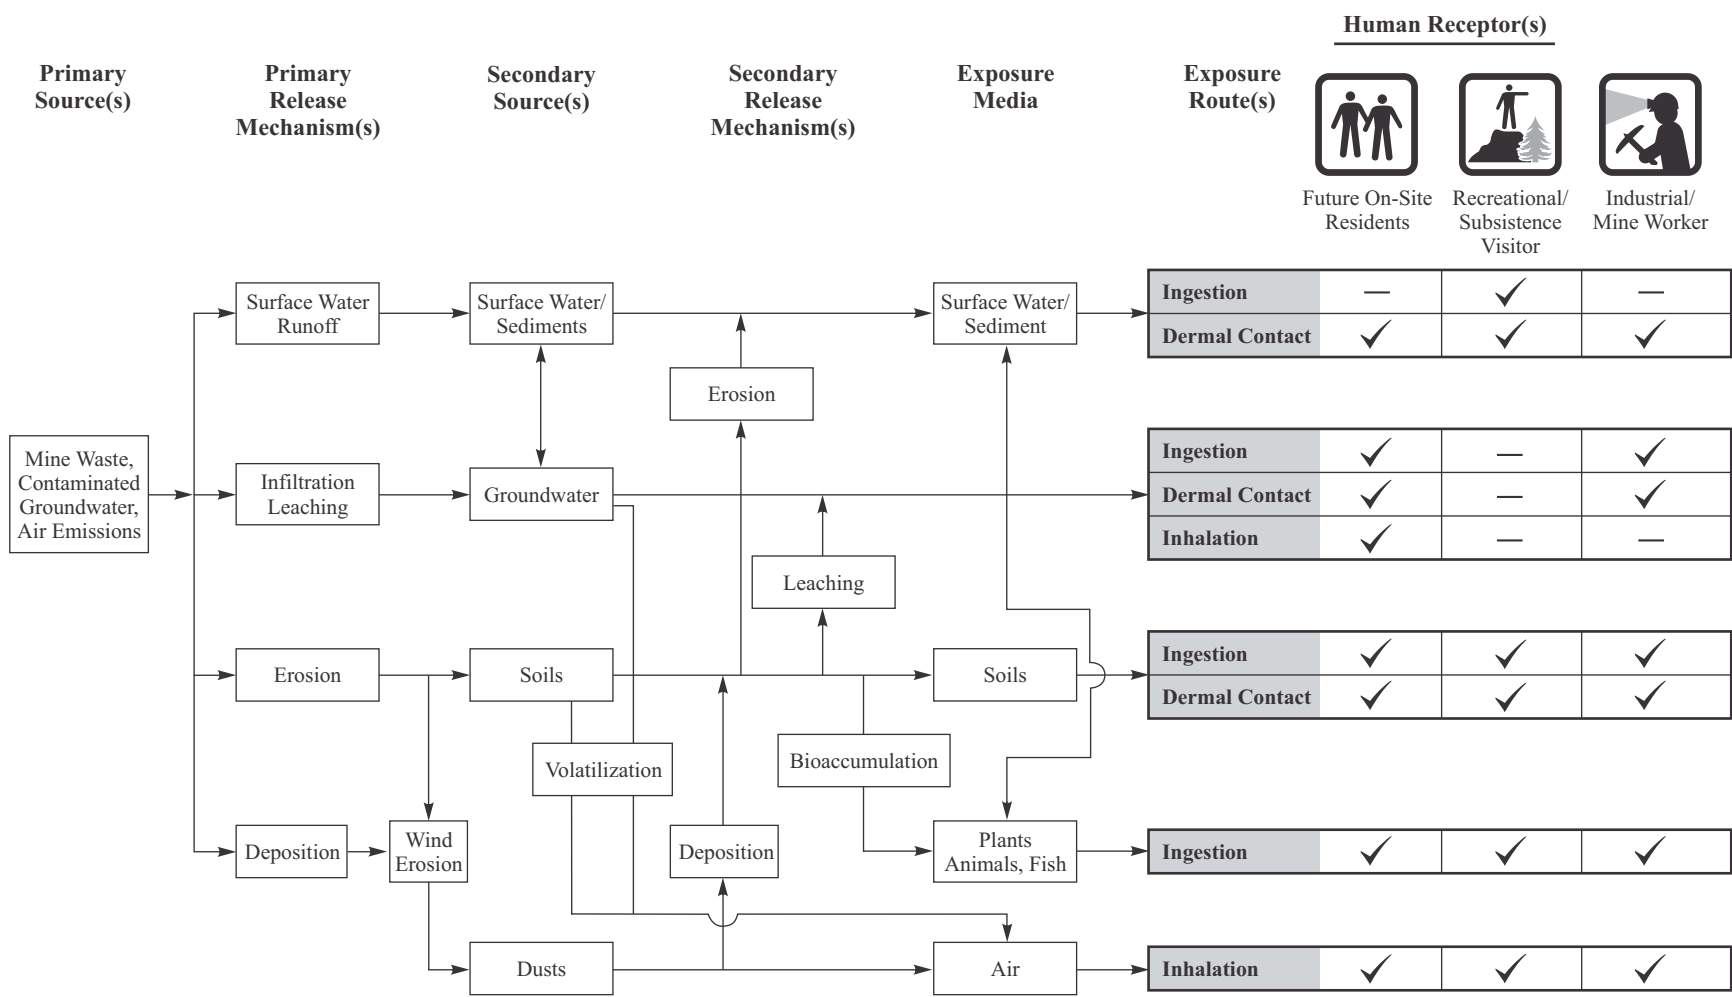 Human Receptor(s)
Primary
Source(s)
Primary
Release
Mechanism(s)
Secondary
Source(s)
Secondary
Release
Mechanism(s)
Exposure
Media
Exposure
Route(s)
Future On-Site
Residents
Recreational/
Subsistence
Visitor
Industrial/
Mine Worker
Surface Water
Runoff
Surface Water/
Sediments
Surface Water/
Sediment
Ingestion
Dermal Contact
Erosion
Mine Waste,
Contaminated
Groundwater,
Air Emissions
Infiltration
Leaching
Groundwater
Ingestion
Dermal Contact
Inhalation
Leaching
Erosion
Soils
Soils
Ingestion
Dermal Contact
Volatilization
Bioaccumulation
Deposition
Wind
Erosion
Deposition
Plants
Animals, Fish
Ingestion
Dusts
Air
Inhalation